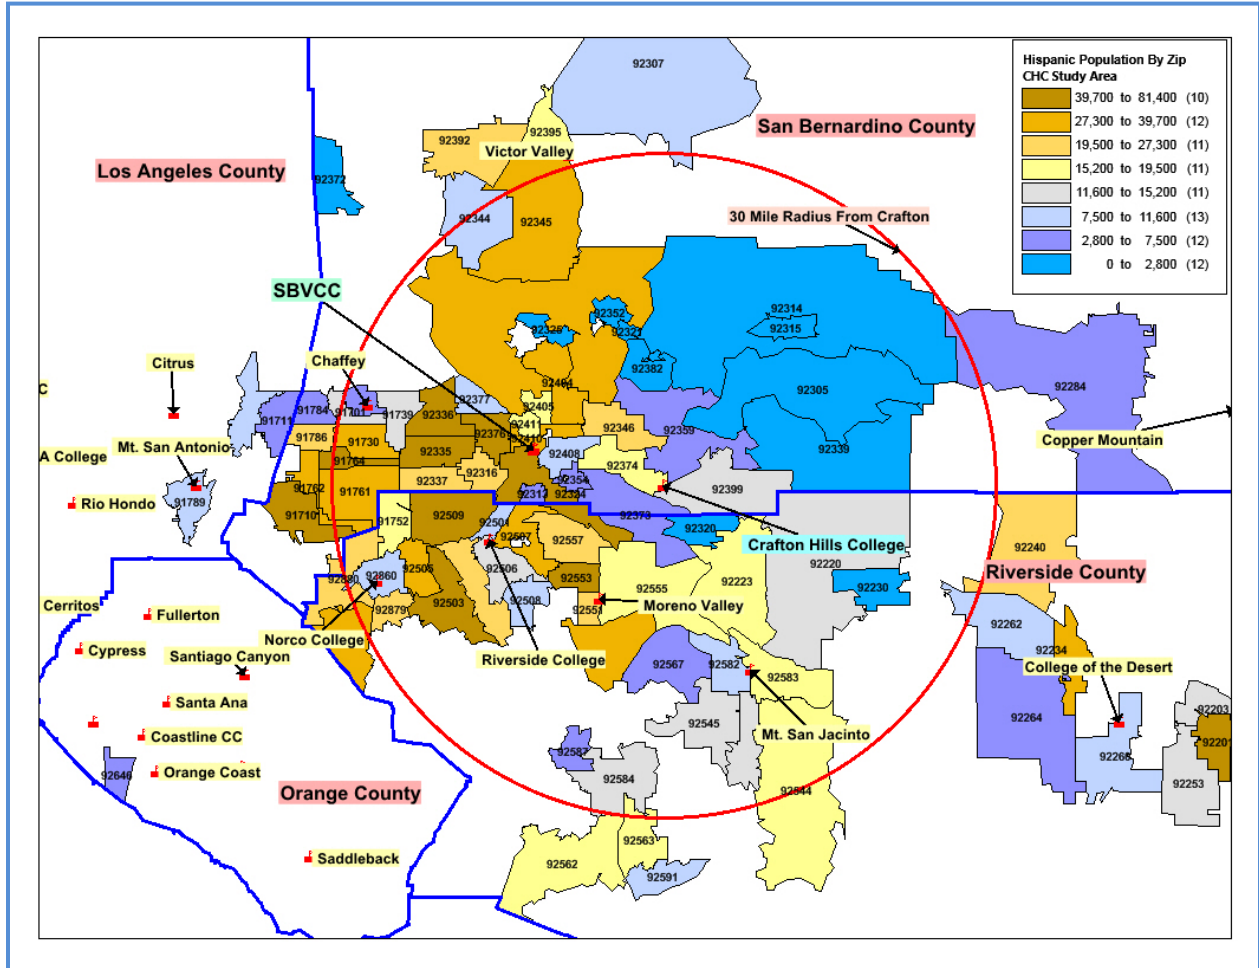 Hispanic Population By Zip
CHC Study Area
39,700 to 81,400 (10)
27,300 to 39,700 (12)
19,500 to 27,300 (11)
15,200 to 19,500 (11)
11,600 to 15,200 (11)
7,500 to 11,600 (13)
2,800 to 7,500 (12)
0 to 2,800 (12)
92307
San Bernardino County
92395
92392
Victor Valley
Los Angeles County
92372
92344
92345
30 Mile Radius From Crafton
SBVCC
92352
92314
92325
92321
92315
Citrus
Chaffey
92382
92284
92404
92305
C
92377
92405
91784
91701
91739
92336
91711
92411
92376
92410
92346
92359
Copper Mountain
91786
91730
A College
Mt. San Antonio
92335
92408
92339
91764
92316
92374
92354
92399
91762
91761
92337
91789
Rio Hondo
92313
92324
91710
91752
92509
92501
92373
92320
Crafton Hills College
92507
92557
92240
92220
92506
92555
92223
Riverside County
92880
92860
92505
92553
92230
92503
92508
Cerritos
Fullerton
92879
92551
Moreno Valley
92262
Norco College
Cypress
Santiago Canyon
Riverside College
92234
92567
92582
92583
College of the Desert
Santa Ana
92264
92203
92545
Mt. San Jacinto
Coastline CC
92201
92587
92646
Orange Coast
92584
92253
Orange County
92544
92563
Saddleback
92562
92591